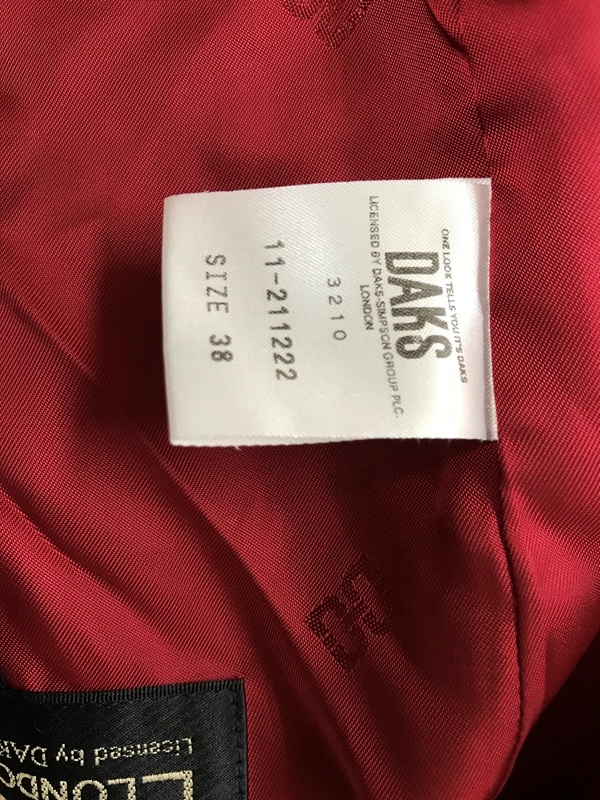 ONE LOOK TELLS YOU IT'S DAKS
DAKS
LICENSED BY DAKS-SIMPSON GROUP PLC.
LONDON
3210
11-211222
SIZE 38
Licensed by DAK